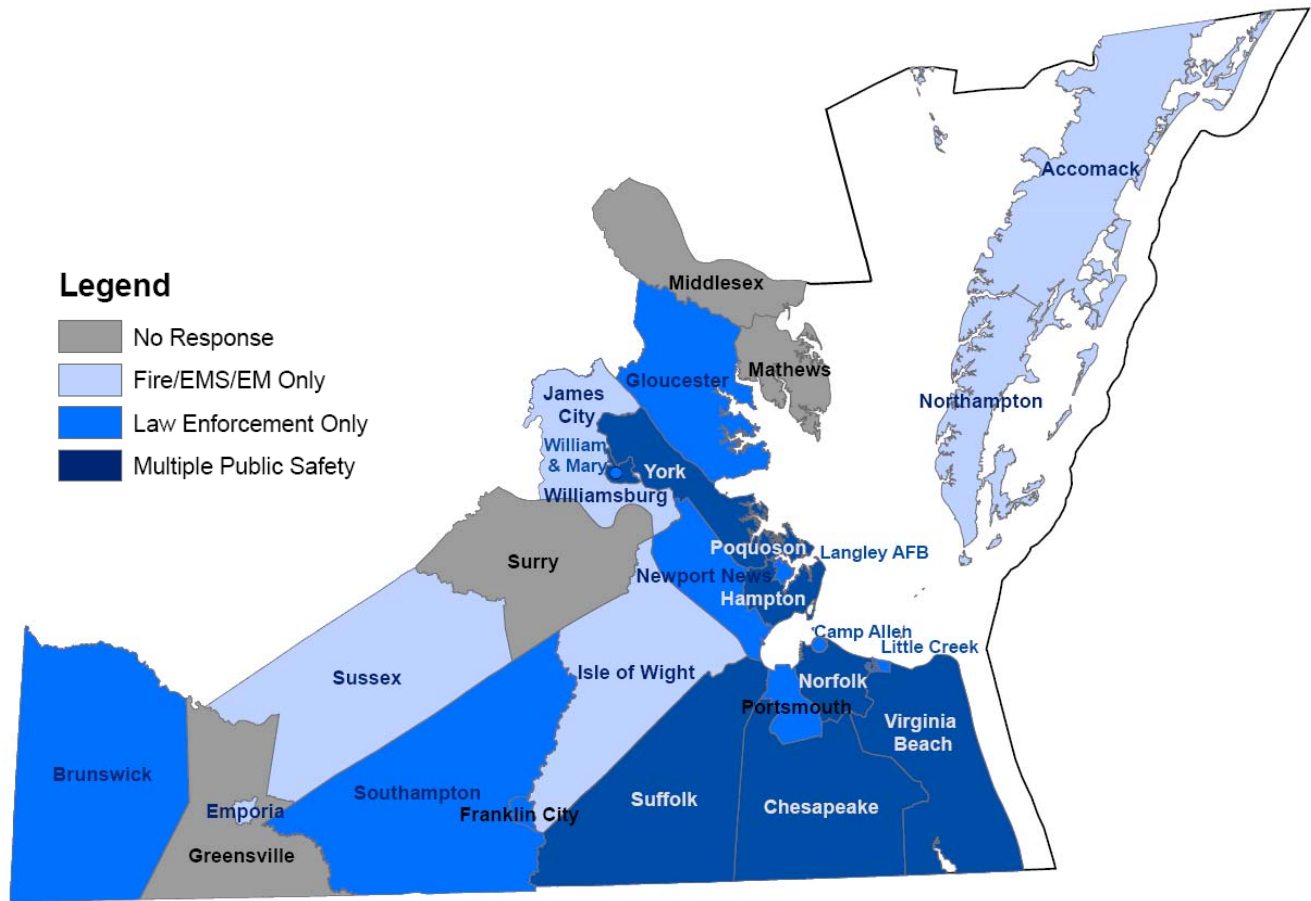 Legend
No Response
Fire/EMS/EM Only
Law Enforcement Only
Multiple Public Safety
Accomack
Middlesex
Mathews
Gloucester
Northampton
James
City
William
& Mary
York
Williamsburg
Surry
Poquoson
Langley AFB
Newport News
Hampton
Camp Allen
Little Creek
Sussex
Isle of Wight
Norfolk
Portsmouth
Virginia
Beach
Brunswick
Southampton
Suffolk
Chesapeake
Emporia
Franklin City
Greensville